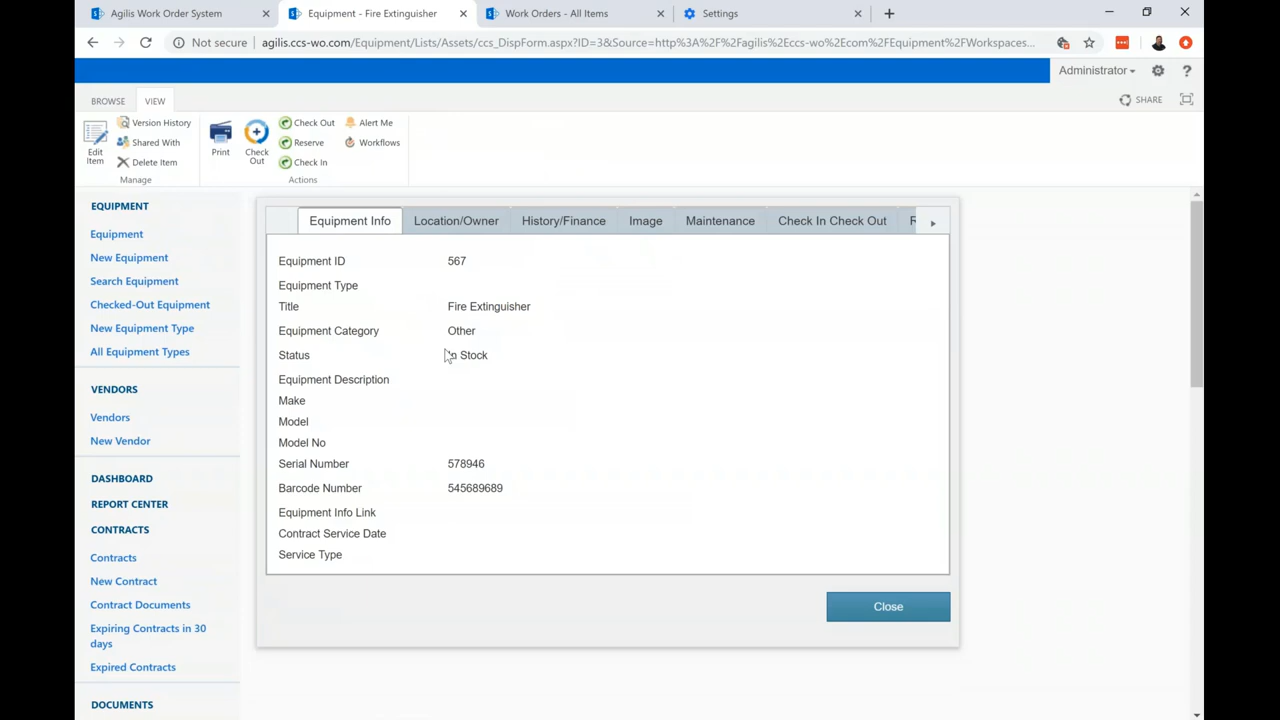 Agilis Work Order System
Equipment - Fire Extinguisher
Work Orders - All Items
Settings
Not secure
agilis.ccs-wo.com/Equipment/Lists/Assets/ccs_DispForm.aspx?ID=3&Source=http%3A%2F%2Fagilis%2Eccs-wo%2Ecom%2FEquipment%2FWorkspaces...
Administrator
?
BROWSE
VIEW
SHARE
Edit
Item
Version History
Shared With
Delete Item
Manage
Print
Check
Out
Check Out
Reserve
Check In
Alert Me
Workflows
Actions
EQUIPMENT
Equipment
New Equipment
Search Equipment
Checked-Out Equipment
New Equipment Type
All Equipment Types
VENDORS
Vendors
New Vendor
DASHBOARD
REPORT CENTER
CONTRACTS
Contracts
New Contract
Contract Documents
Expiring Contracts in 30
days
Expired Contracts
DOCUMENTS
Equipment Info
Location/Owner
History/Finance
Image
Maintenance
Check In Check Out
Equipment ID 567
Equipment Type
Title Fire Extinguisher
Equipment Category Other
Status In Stock
Equipment Description
Make
Model
Model No
Serial Number 578946
Barcode Number 545689689
Equipment Info Link
Contract Service Date
Service Type
Close